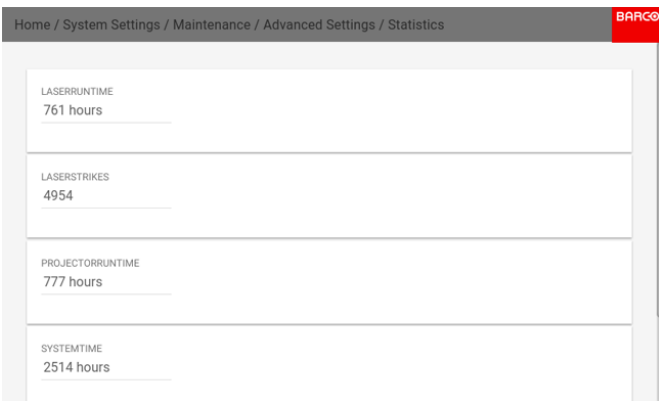 Home / System Settings / Maintenance / Advanced Settings / Statistics
BARCO
LASERRUNTIME
761 hours
LASERSTRIKES
4954
PROJECTORRUNTIME
777 hours
SYSTEMTIME
2514 hours